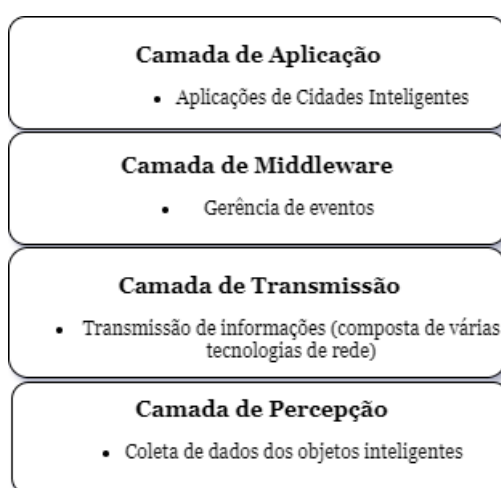 Camada de Aplicação
• Aplicações de Cidades Inteligentes
Camada de Middleware
• Gerência de eventos
Camada de Transmissão
• Transmissão de informações (composta de várias
tecnologias de rede)
Camada de Percepção
• Coleta de dados dos objetos inteligentes